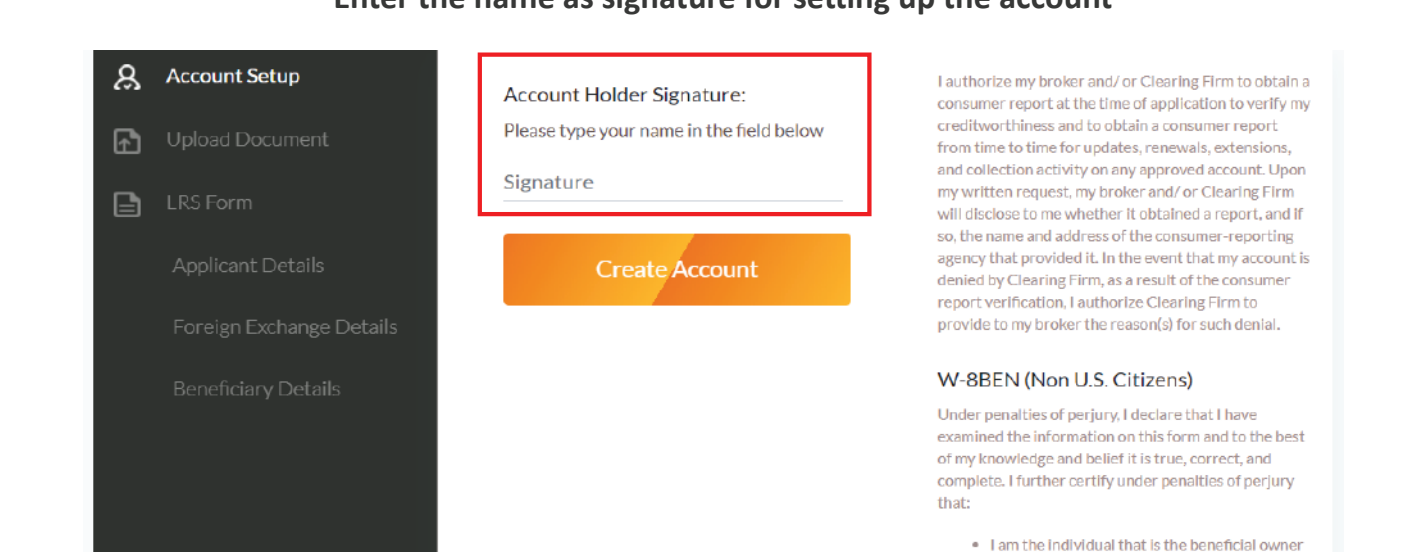 Enter the name as signature for setting up the account
Account Setup
Upload Document
LRS Form
Applicant Details
Foreign Exchange Details
Beneficiary Details
Account Holder Signature:
Please type your name in the field below
Signature
Create Account
I authorize my broker and/ or Clearing Firm to obtain a
consumer report at the time of application to verify my
creditworthiness and to obtain a consumer report
from time to time for updates, renewals, extensions,
and collection activity on any approved account. Upon
my written request, my broker and/ or Clearing Firm
will disclose to me whether it obtained a report, and if
so, the name and address of the consumer-reporting
agency that provided it. In the event that my account is
denied by Clearing Firm, as a result of the consumer
report verification, I authorize Clearing Firm to
provide to my broker the reason(s) for such denial.
W-8BEN (Non U.S. Citizens)
Under penalties of perjury, I declare that I have
examined the information on this form and to the best
of my knowledge and belief it is true, correct, and
complete. I further certify under penalties of perjury
that:
• I am the individual that is the beneficial owner